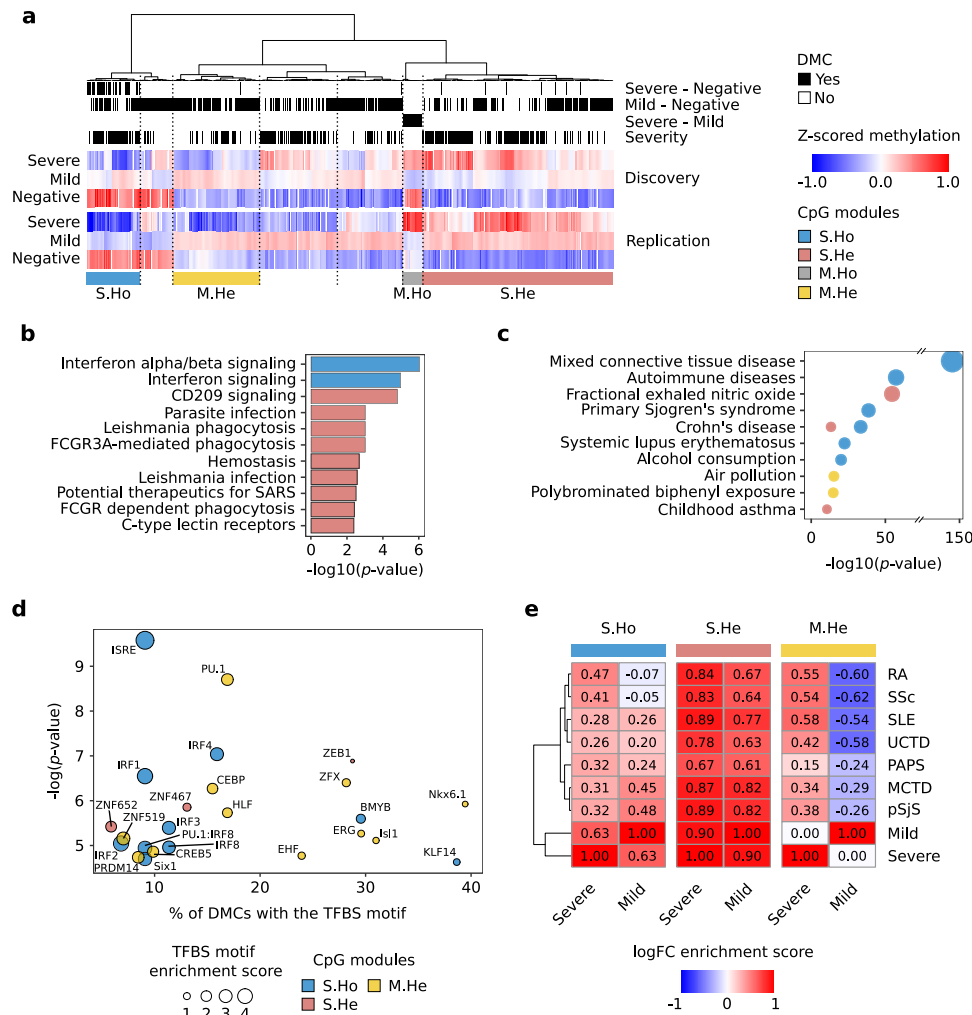 a
DMC
Yes
No
Severe - Negative
Mild - Negative
Severe - Mild
Severity
Z-scored methylation
-1.0 0.0 1.0
Severe
Mild
Negative
Discovery
Severe
Mild
Negative
Replication
CpG modules
S.Ho
S.He
M.Ho
M.He
S.Ho M.He M.Ho S.He
b
Interferon alpha/beta signaling
Interferon signaling
CD209 signaling
Parasite infection
Leishmania phagocytosis
FCGR3A-mediated phagocytosis
Hemostasis
Leishmania infection
Potential therapeutics for SARS
FCGR dependent phagocytosis
C-type lectin receptors
0 2 4 6
-log10(p-value)
c
Mixed connective tissue disease
Autoimmune diseases
Fractional exhaled nitric oxide
Primary Sjogren's syndrome
Crohn's disease
Systemic lupus erythematosus
Alcohol consumption
Air pollution
Polybrominated biphenyl exposure
Childhood asthma
0 50 150
-log10(p-value)
d
-log(p-value)
9
8
7
6
5
ISRE
PU.1
IRF4
ZEB1
IRF1
CEBP
ZFX
Nkx6.1
ZNF652
ZNF467
HLF
BMYB
ZNF519
IRF3
PU.1:IRF8
ERG
Isl1
IRF8
IRF2
CREB5
EHF
KLF14
PRDM14
Six1
10 20 30 40
% of DMCs with the TFBS motif
TFBS motif
enrichment score
1 2 3 4
CpG modules
S.Ho M.He
S.He
e
S.Ho S.He M.He
0.47 -0.07 0.84 0.67 0.55 -0.60 RA
0.41 -0.05 0.83 0.64 0.54 -0.62 SSc
0.28 0.26 0.89 0.77 0.58 -0.54 SLE
0.26 0.20 0.78 0.63 0.42 -0.58 UCTD
0.32 0.24 0.67 0.61 0.15 -0.24 PAPS
0.31 0.45 0.87 0.82 0.34 -0.29 MCTD
0.32 0.48 0.89 0.82 0.38 -0.26 pSjS
0.63 1.00 0.90 1.00 0.00 1.00 Mild
1.00 0.63 1.00 0.90 1.00 0.00 Severe
Severe Mild Severe Mild Severe Mild
logFC enrichment score
-1 0 1